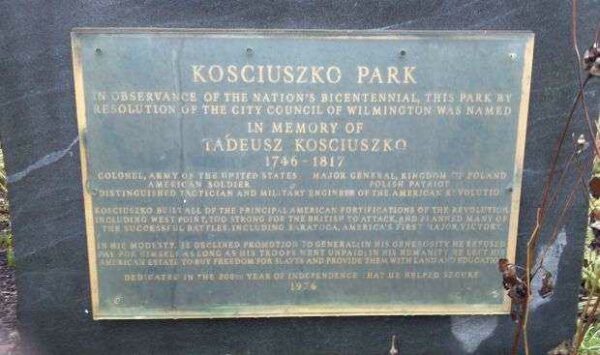 KOSCIUSZKO PARK
IN OBSERVANCE OF THE NATION'S BICENTENNIAL, THIS PARK BY
RESOLUTION OF THE CITY COUNCIL OF WILMINGTON WAS NAMED
IN MEMORY OF
TADEUSZ KOSCIUSZKO
1746-1817
COLONEL, ARMY OF THE UNITED STATES MAJOR GENERAL, KINGDOM OF POLAND
AMERICAN SOLDIER POLISH PATRIOT
DISTINGUISHED TACTICIAN AND MILITARY ENGINEER OF THE AMERICAN REVOLUTIO
KOSCIUSZKO BUILT ALL OF THE PRINCIPAL AMERICAN FORTIFICATIONS OF THE REVOLUTION
INCLUDING WEST POINT, TOO STRONG FOR THE BRITISH TO ATTACK, AND PLANNED MANY OF
THE SUCCESSFUL BATTLES, INCLUDING SARATOGA, AMERICA'S FIRST MAJOR VICTORY.
IN HIS MODESTY, HE DECLINED PROMOTION TO GENERAL; IN HIS GENEROSITY HE REFUSED
PAY FOR HIMSELF AS LONG AS HIS TROOPS WENT UNPAID; IN HIS HUMANITY HE LEFT HIS
AMERICAN ESTATE TO BUY FREEDOM FOR SLAVES AND PROVIDE THEM WITH LAND AND EDUCATIO
DEDICATED IN THE 200TH YEAR OF INDEPENDENCE HAT HE HELPED SECURE
1976